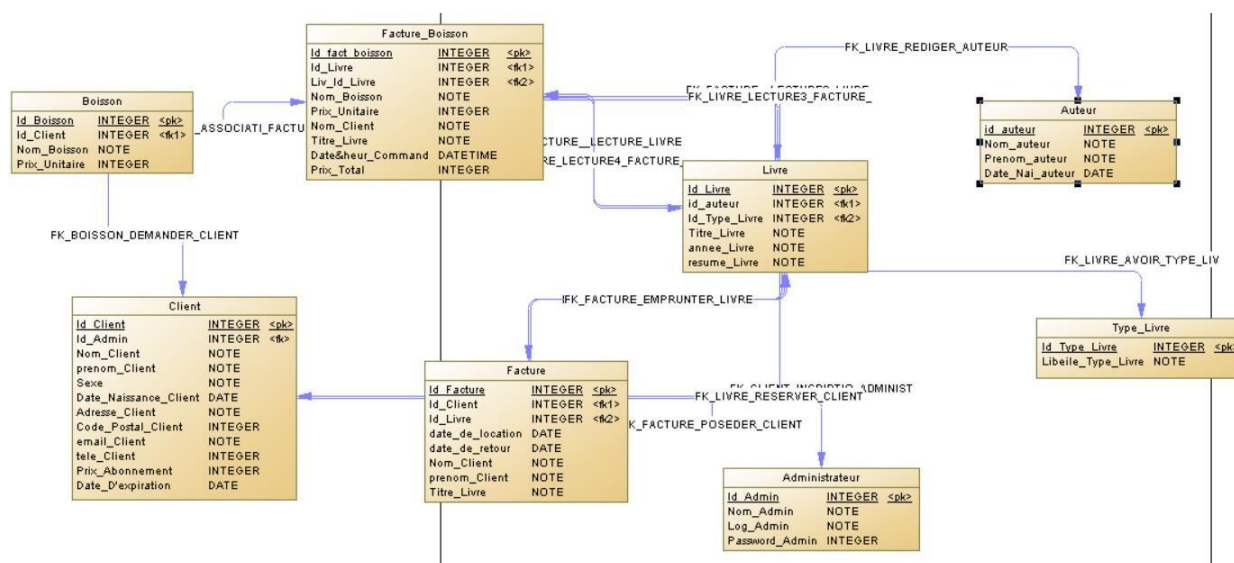 Facture_Boisson
Id_fact_boisson INTEGER <pk>
Id_Livre INTEGER <fk1>
Liv_Id_Livre INTEGER <fk2>
Nom_Boisson NOTE
Prix_Unitaire INTEGER
Nom_Client NOTE
Titre_Livre NOTE
Date&heur_Command DATETIME
Prix_Total INTEGER
FK_LIVRE_REDIGER_AUTEUR
FK_LIVRE_LECTURE3_FACTURE_
Boisson
Id_Boisson INTEGER <pk>
Id_Client INTEGER <fk1>
Nom_Boisson NOTE
Prix_Unitaire INTEGER
_ASSOCIATI_FACTU
Auteur
id_auteur INTEGER <pk>
Nom_auteur NOTE
Prenom_auteur NOTE
Date_Nai_auteur DATE
FACTURE__LECTURE_LIVRE
RE_LECTURE4_FACTURE_
Livre
Id_Livre INTEGER <pk>
id_auteur INTEGER <fk1>
Id_Type_Livre INTEGER <fk2>
Titre_Livre NOTE
annee_Livre NOTE
resume_Livre NOTE
FK_BOISSON_DEMANDER_CLIENT
FK_LIVRE_AVOIR_TYPE_LIV
FK_FACTURE_EMPRUNTER_LIVRE
Client
Id_Client INTEGER <pk>
Id_Admin INTEGER <fk>
Nom_Client NOTE
prenom_Client NOTE
Sexe NOTE
Date_Naissance_Client DATE
Adresse_Client NOTE
Code_Postal_Client INTEGER
email_Client NOTE
tele_Client INTEGER
Prix_Abonnement INTEGER
Date_D'expiration DATE
Type_Livre
Id_Type_Livre INTEGER <pk>
Libeile_Type_Livre NOTE
Facture
Id_Facture INTEGER <pk>
Id_Client INTEGER <fk1>
Id_Livre INTEGER <fk2>
date_de_location DATE
date_de_retour DATE
Nom_Client NOTE
prenom_Client NOTE
Titre_Livre NOTE
FK_LIVRE_RESERVER_CLIENT
K_FACTURE_POSEDER_CLIENT
Administrateur
Id_Admin INTEGER <pk>
Nom_Admin NOTE
Log_Admin NOTE
Password_Admin INTEGER